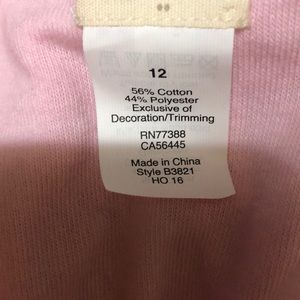 12
56% Cotton
44% Polyester
Exclusive of
Decoration/Trimming
RN77388
CA56445
Made in China
Style B3821
HO 16